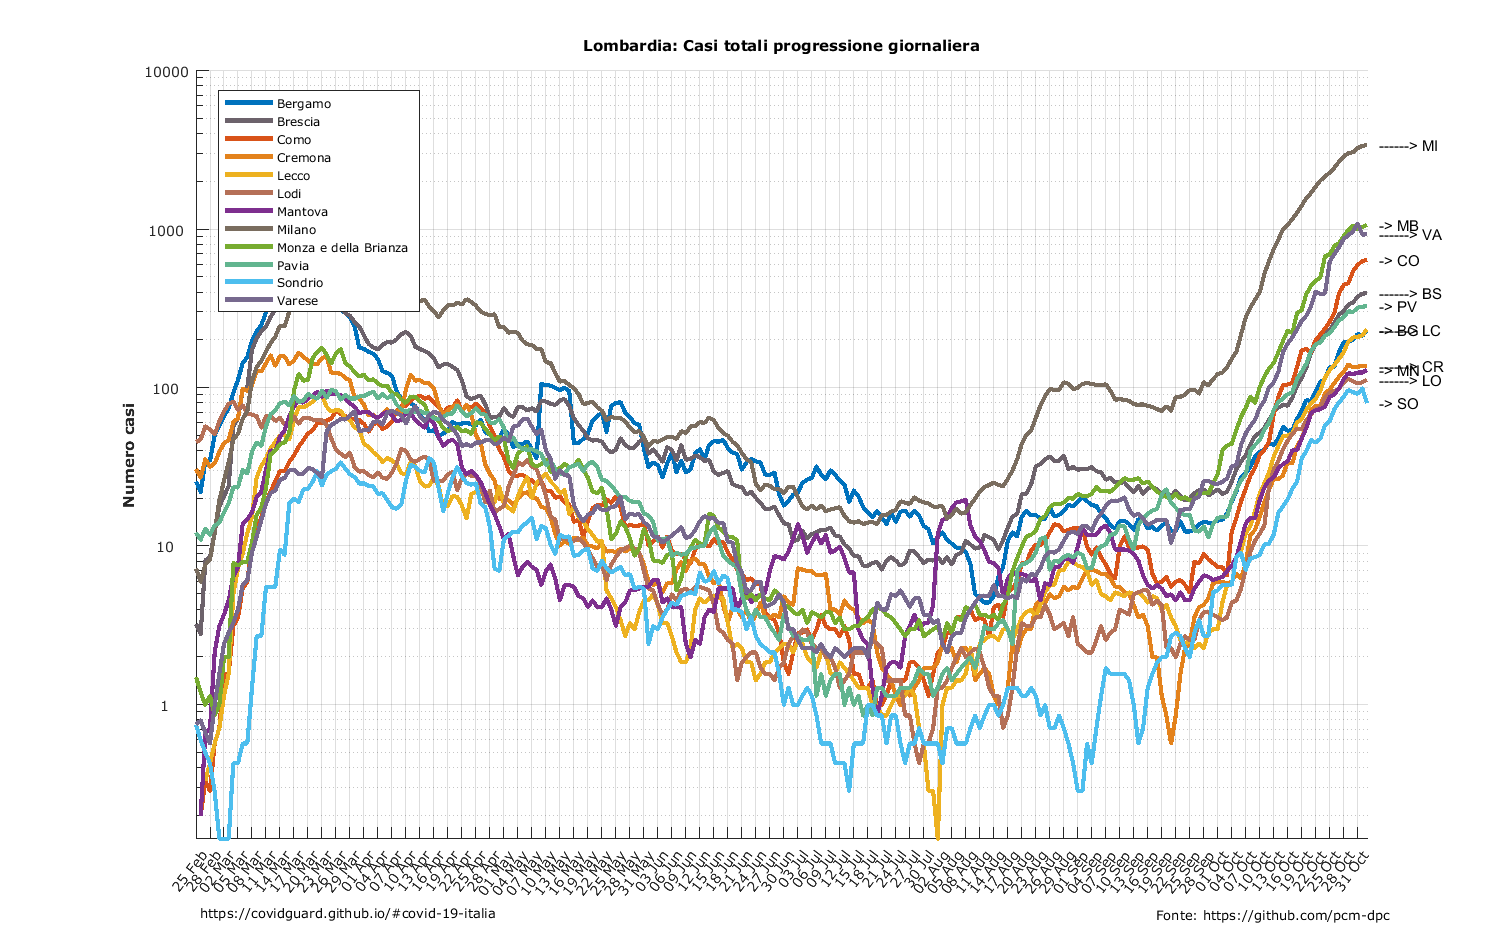 Lombardia: Casi totali progressione giornaliera
10000
1000
100
10
1
Numero casi
Bergamo
Brescia
Como
Cremona
Lecco
Lodi
Mantova
Milano
Monza e della Brianza
Pavia
Sondrio
Varese
------> MI
-> MB
------> VA
-> CO
------> BS
-> PV
-> BG
------> LC
------> CR
-> MN
------> LO
-> SO
25 Feb
28 Feb
02 Mar
05 Mar
08 Mar
11 Mar
14 Mar
17 Mar
20 Mar
23 Mar
26 Mar
29 Mar
01 Apr
04 Apr
07 Apr
10 Apr
13 Apr
16 Apr
19 Apr
22 Apr
25 Apr
28 Apr
01 May
04 May
07 May
10 May
13 May
16 May
19 May
22 May
25 May
28 May
31 May
03 Jun
06 Jun
09 Jun
12 Jun
15 Jun
18 Jun
21 Jun
24 Jun
27 Jun
30 Jun
03 Jul
06 Jul
09 Jul
12 Jul
15 Jul
18 Jul
21 Jul
24 Jul
27 Jul
30 Jul
02 Aug
05 Aug
08 Aug
11 Aug
14 Aug
17 Aug
20 Aug
23 Aug
26 Aug
29 Aug
01 Sep
04 Sep
07 Sep
10 Sep
13 Sep
16 Sep
19 Sep
22 Sep
25 Sep
28 Sep
01 Oct
04 Oct
07 Oct
10 Oct
13 Oct
16 Oct
19 Oct
22 Oct
25 Oct
28 Oct
31 Oct
https://covidguard.github.io/#covid-19-italia
Fonte: https://github.com/pcm-dpc